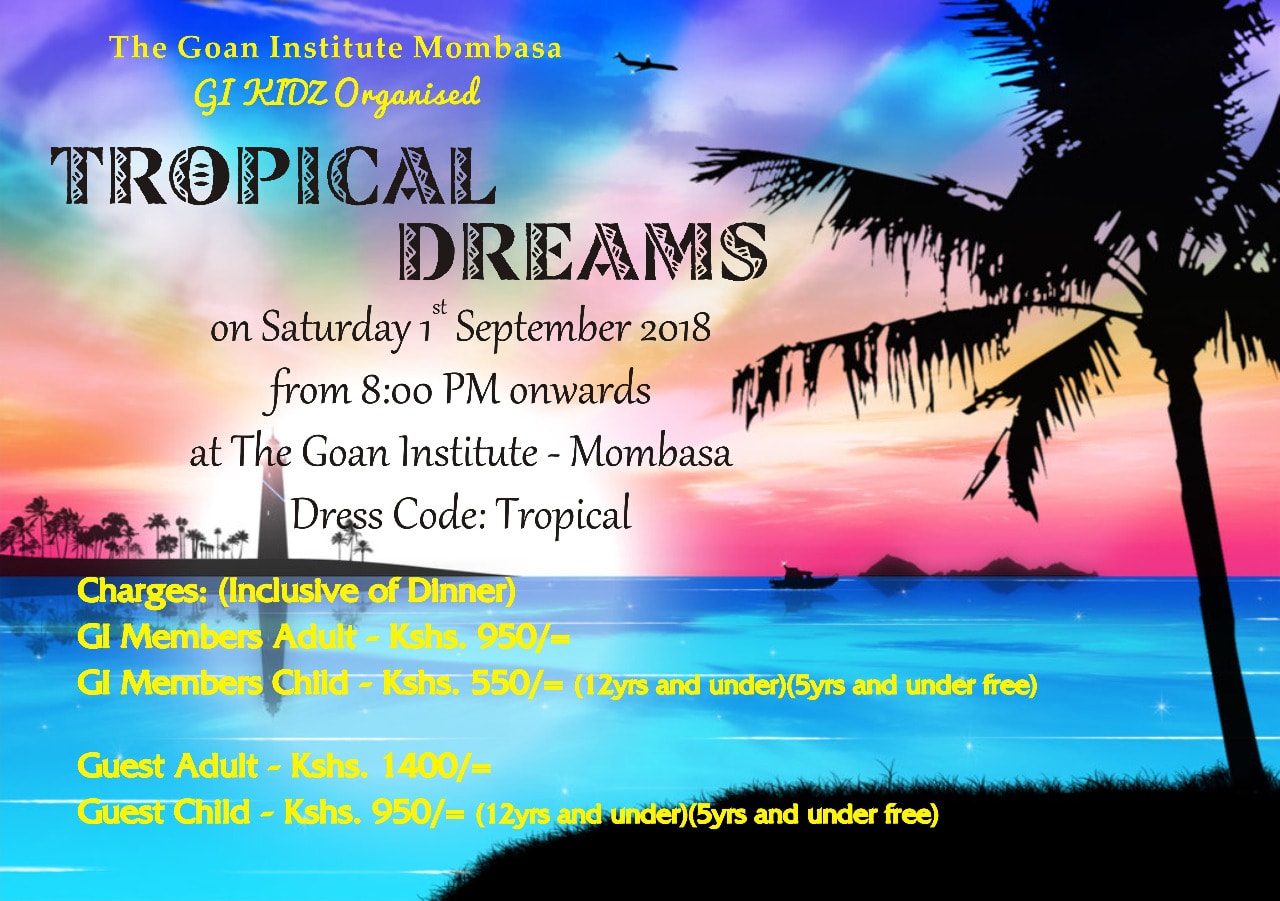 The Goan Institute Mombasa
GI KIDZ Organised
TROPICAL
DREAMS
on Saturday 1st September 2018
from 8:00 PM onwards
at The Goan Institute - Mombasa
Dress Code: Tropical
Charges: (Inclusive of Dinner)
GI Members Adult - Kshs. 950/=
GI Members Child - Kshs. 550/= (12yrs and under)(5yrs and under free)
Guest Adult - Kshs. 1400/=
Guest Child - Kshs. 950/= (12yrs and under)(5yrs and under free)